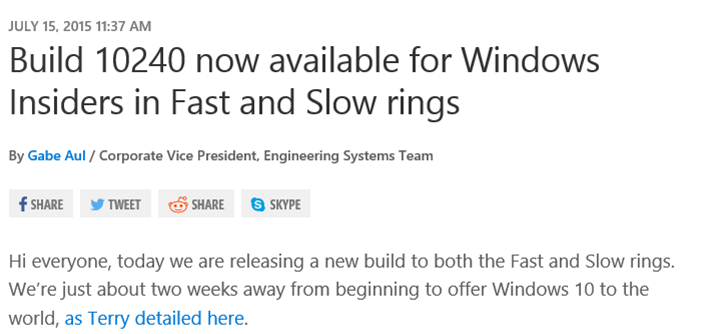 JULY 15, 2015 11:37 AM
Build 10240 now available for Windows
Insiders in Fast and Slow rings
By Gabe Aul / Corporate Vice President, Engineering Systems Team
SHARE TWEET SHARE SKYPE
Hi everyone, today we are releasing a new build to both the Fast and Slow rings.
We’re just about two weeks away from beginning to offer Windows 10 to the
world, as Terry detailed here.